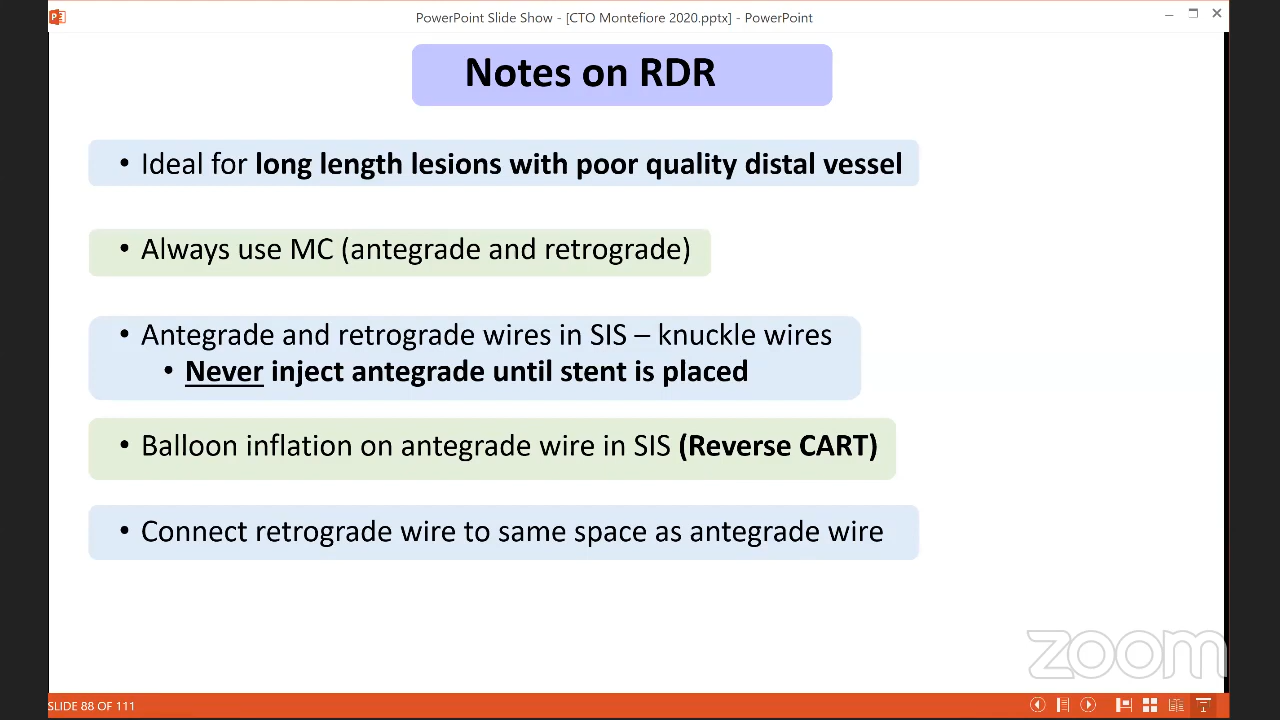 PowerPoint Slide Show - [CTO Montefiore 2020.pptx] - PowerPoint
Notes on RDR
• Ideal for long length lesions with poor quality distal vessel
• Always use MC (antegrade and retrograde)
• Antegrade and retrograde wires in SIS – knuckle wires
• Never inject antegrade until stent is placed
• Balloon inflation on antegrade wire in SIS (Reverse CART)
• Connect retrograde wire to same space as antegrade wire
zoom
SLIDE 88 OF 111